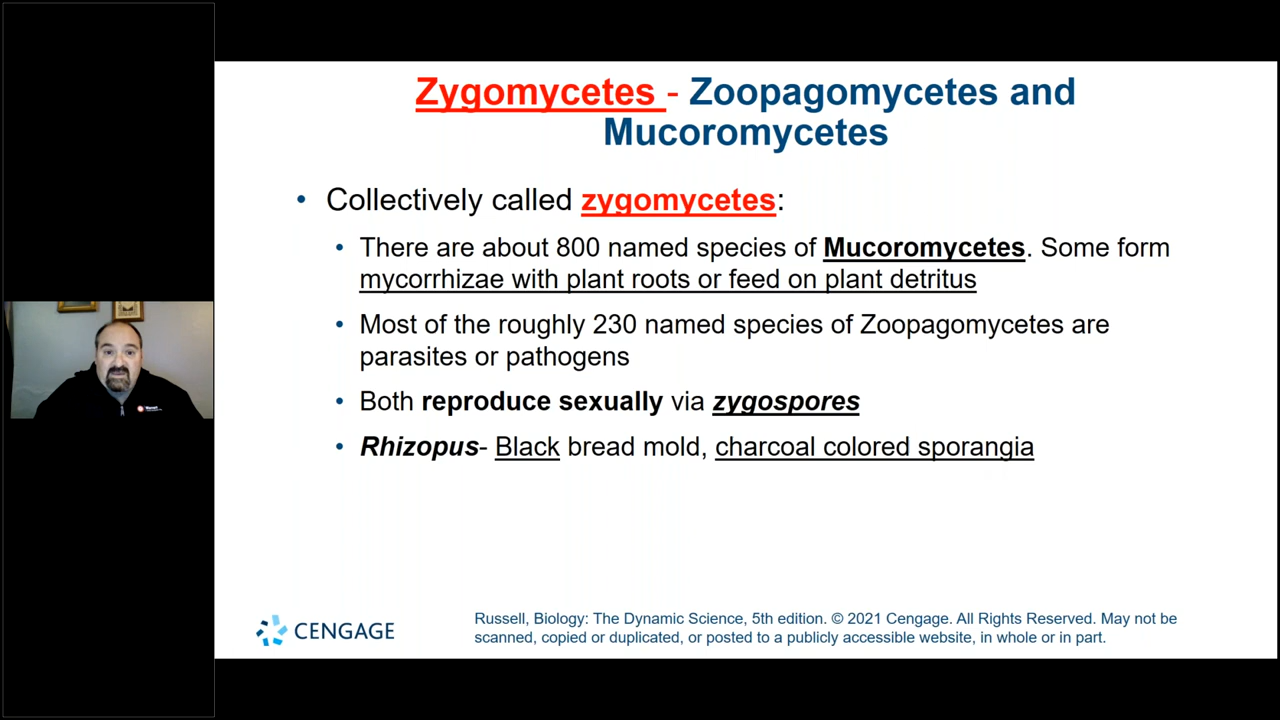 Zygomycetes - Zoopagomycetes and
Mucoromycetes
• Collectively called zygomycetes:
• There are about 800 named species of Mucoromycetes. Some form
mycorrhizae with plant roots or feed on plant detritus
• Most of the roughly 230 named species of Zoopagomycetes are
parasites or pathogens
• Both reproduce sexually via zygospores
• Rhizopus- Black bread mold, charcoal colored sporangia
CENGAGE
Russell, Biology: The Dynamic Science, 5th edition. © 2021 Cengage. All Rights Reserved. May not be
scanned, copied or duplicated, or posted to a publicly accessible website, in whole or in part.